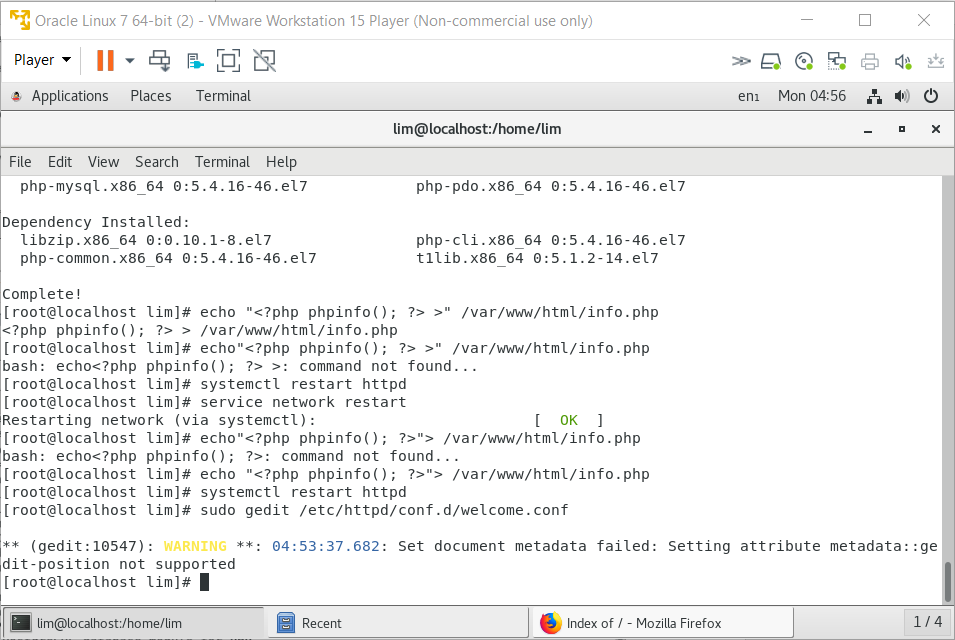 Oracle Linux 7 64-bit (2) - VMware Workstation 15 Player (Non-commercial use only)
Player
Applications Places Terminal en₁ Mon 04:56
lim@localhost:/home/lim
File Edit View Search Terminal Help
php-mysql.x86_64 0:5.4.16-46.el7 php-pdo.x86_64 0:5.4.16-46.el7
Dependency Installed:
libzip.x86_64 0:0.10.1-8.el7 php-cli.x86_64 0:5.4.16-46.el7
php-common.x86_64 0:5.4.16-46.el7 t1lib.x86_64 0:5.1.2-14.el7
Complete!
[root@localhost lim]# echo "<?php phpinfo(); ?> >" /var/www/html/info.php
<?php phpinfo(); ?> > /var/www/html/info.php
[root@localhost lim]# echo"<?php phpinfo(); ?> >" /var/www/html/info.php
bash: echo<?php phpinfo(); ?> >: command not found...
[root@localhost lim]# systemctl restart httpd
[root@localhost lim]# service network restart
Restarting network (via systemctl): [ OK ]
[root@localhost lim]# echo"<?php phpinfo(); ?>"> /var/www/html/info.php
bash: echo<?php phpinfo(); ?>: command not found...
[root@localhost lim]# echo "<?php phpinfo(); ?>"> /var/www/html/info.php
[root@localhost lim]# systemctl restart httpd
[root@localhost lim]# sudo gedit /etc/httpd/conf.d/welcome.conf
** (gedit:10547): WARNING **: 04:53:37.682: Set document metadata failed: Setting attribute metadata::ge
dit-position not supported
[root@localhost lim]#
lim@localhost:/home/lim Recent Index of / - Mozilla Firefox 1 / 4